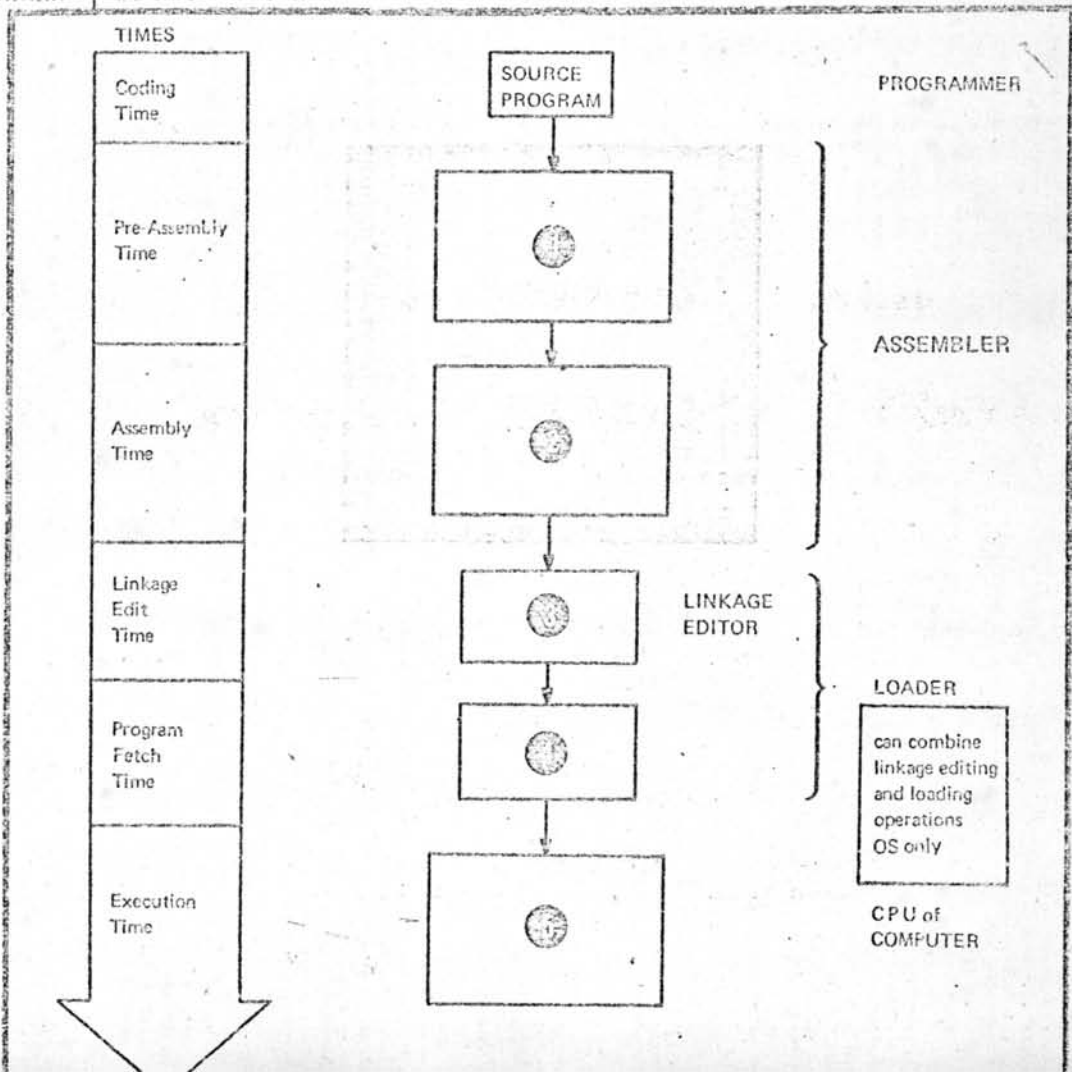 TIMES
Coding
Time
Pre-Assembly
Time
Assembly
Time
Linkage
Edit
Time
Program
Fetch
Time
Execution
Time
SOURCE
PROGRAM
LINKAGE
EDITOR
PROGRAMMER
ASSEMBLER
LOADER
can combine
linkage editing
and loading
operations
OS only
CPU of
COMPUTER